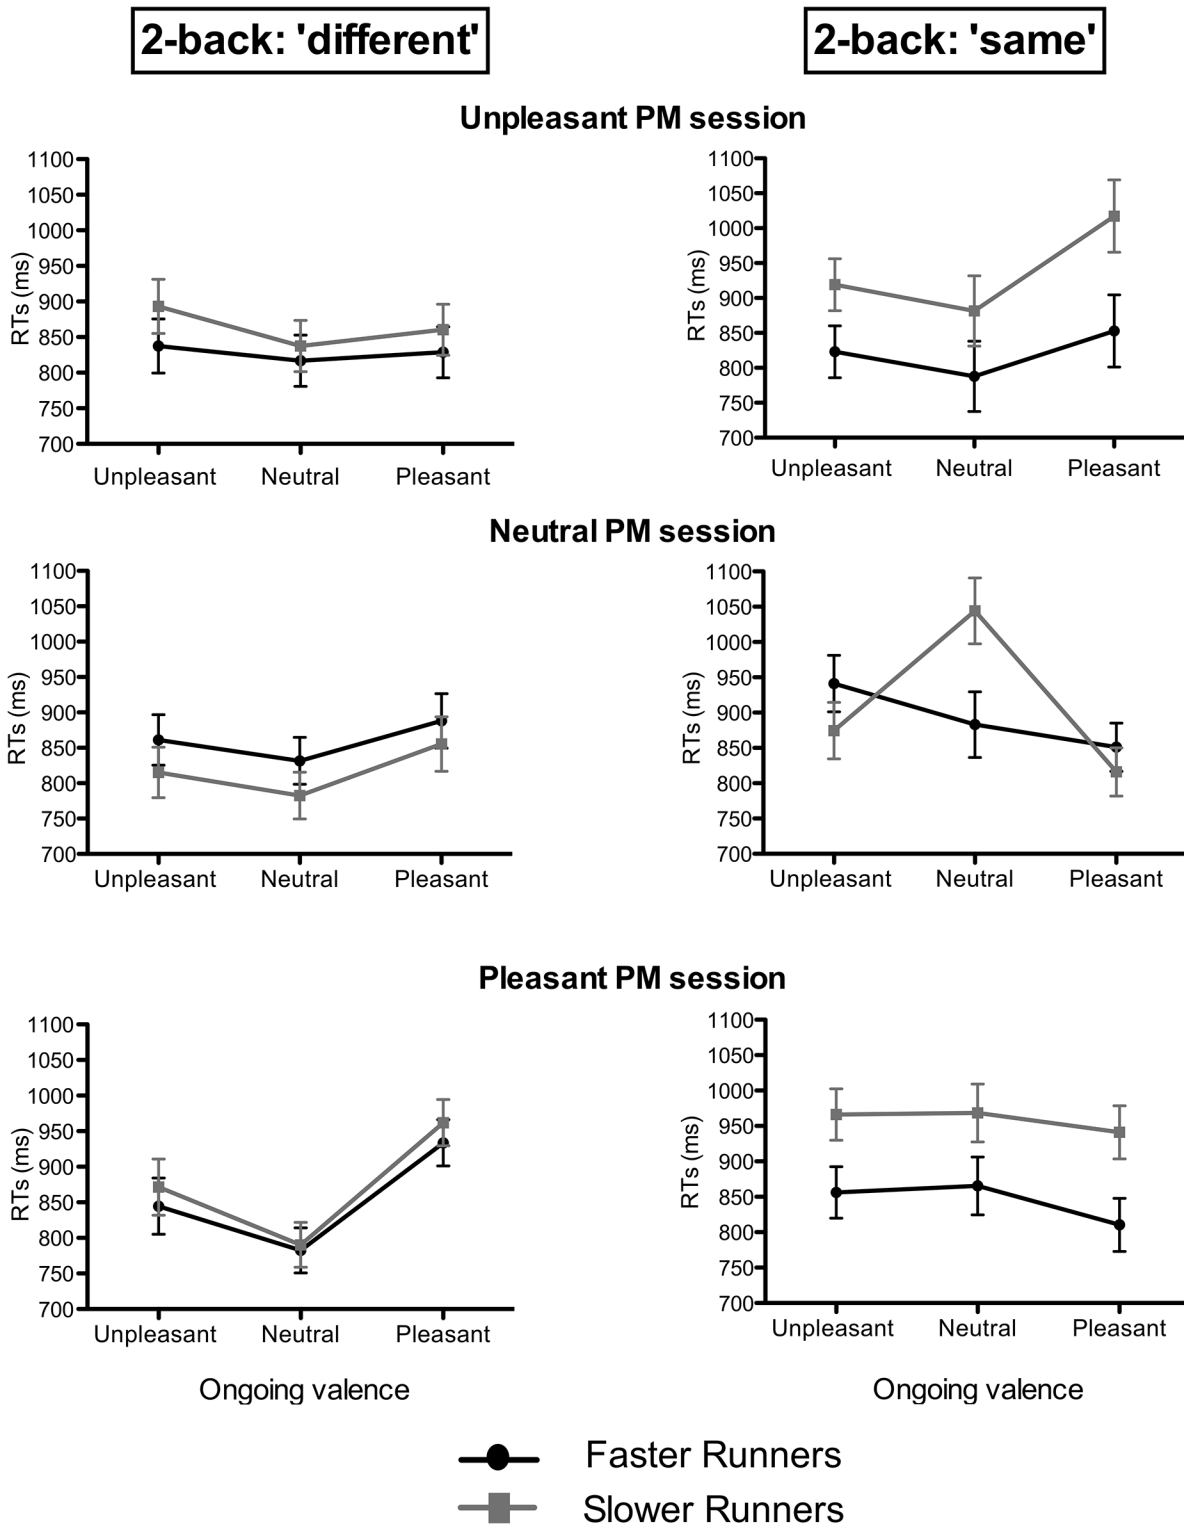 2-back: 'different'
2-back: 'same'
Unpleasant PM session
1100
1050
1000
950
900
850
800
750
700
RTs (ms)
Unpleasant Neutral Pleasant
1100
1050
1000
950
900
850
800
750
700
RTs (ms)
Unpleasant Neutral Pleasant
Neutral PM session
1100
1050
1000
950
900
850
800
750
700
RTs (ms)
Unpleasant Neutral Pleasant
1100
1050
1000
950
900
850
800
750
700
RTs (ms)
Unpleasant Neutral Pleasant
Pleasant PM session
1100
1050
1000
950
900
850
800
750
700
RTs (ms)
Unpleasant Neutral Pleasant
Ongoing valence
1100
1050
1000
950
900
850
800
750
700
RTs (ms)
Unpleasant Neutral Pleasant
Ongoing valence
Faster Runners
Slower Runners